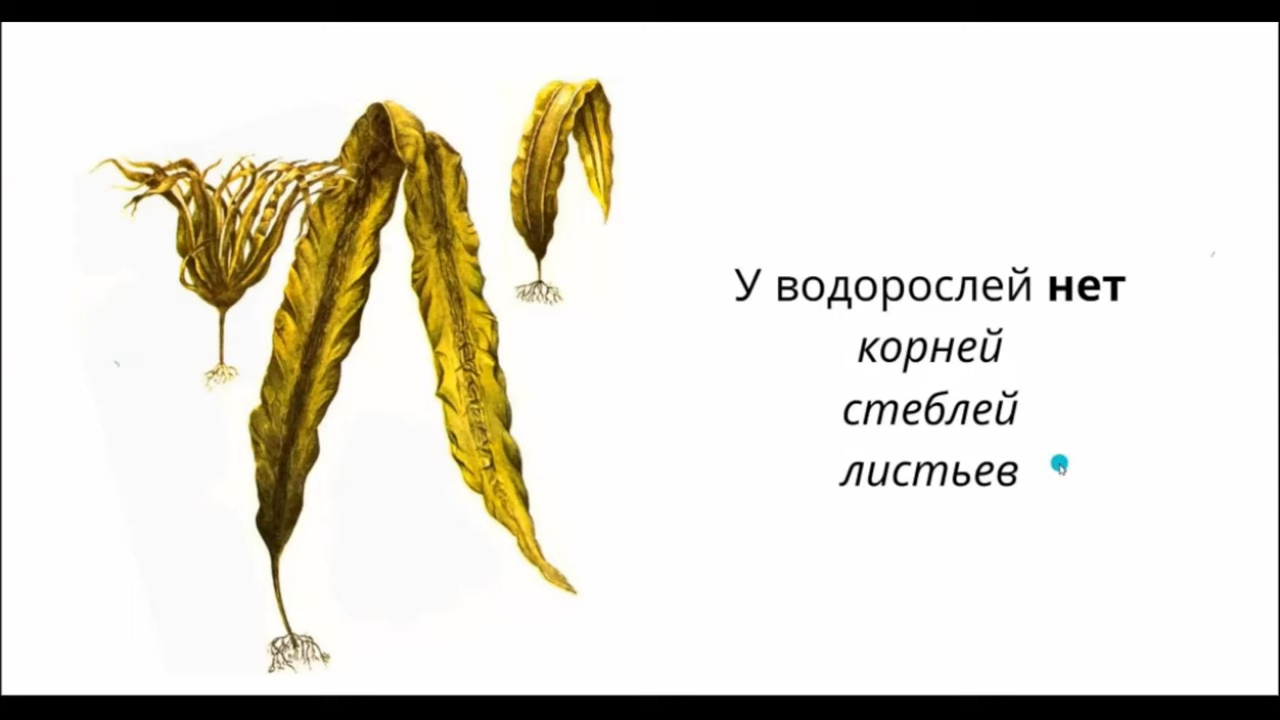 У водорослей нет
корней
стеблей
листьев